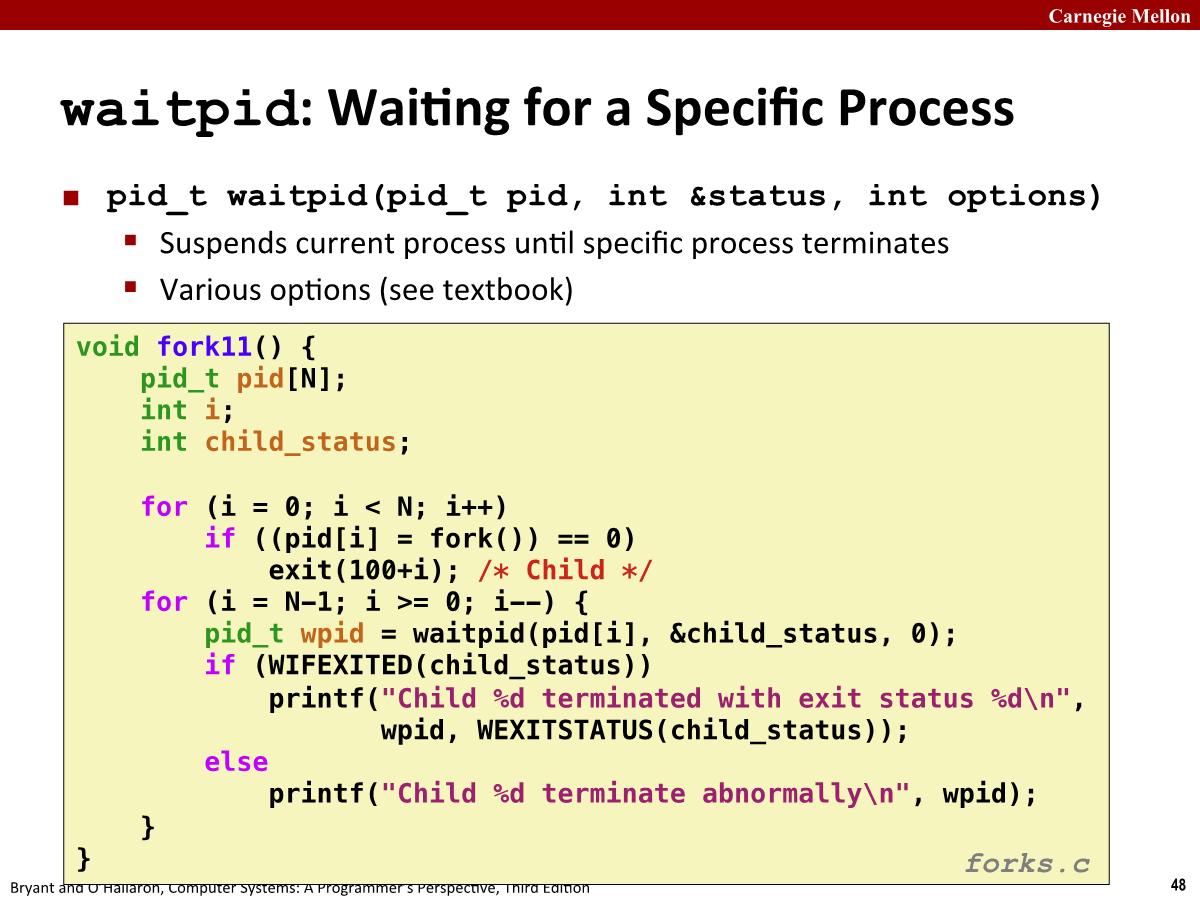 Carnegie Mellon
waitpid: Waiting for a Specific Process
pid_t waitpid(pid_t pid, int &status, int options)
Suspends current process until specific process terminates
Various options (see textbook)
void fork11() {
    pid_t pid[N];
    int i;
    int child_status;

    for (i = 0; i < N; i++)
        if ((pid[i] = fork()) == 0)
            exit(100+i); /* Child */
    for (i = N-1; i >= 0; i--) {
        pid_t wpid = waitpid(pid[i], &child_status, 0);
        if (WIFEXITED(child_status))
            printf("Child %d terminated with exit status %d\n",
                   wpid, WEXITSTATUS(child_status));
        else
            printf("Child %d terminate abnormally\n", wpid);
    }
}
forks.c
Bryant and O'Hallaron, Computer Systems: A Programmer's Perspective, Third Edition
48